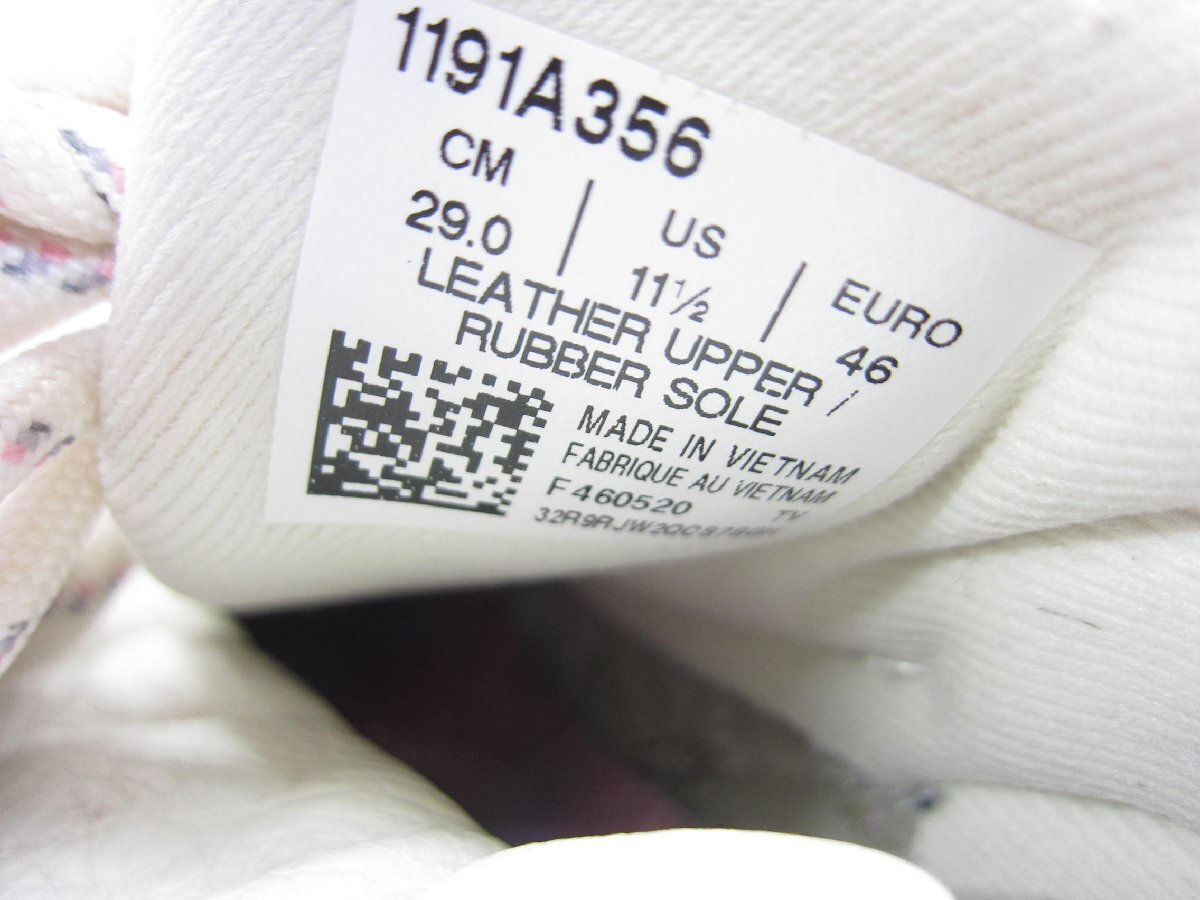 1191A356
CM | US | EURO
29.0 | 11½ | 46
LEATHER UPPER /
RUBBER SOLE
MADE IN VIETNAM
FABRIQUE AU VIETNAM
F460520 TV